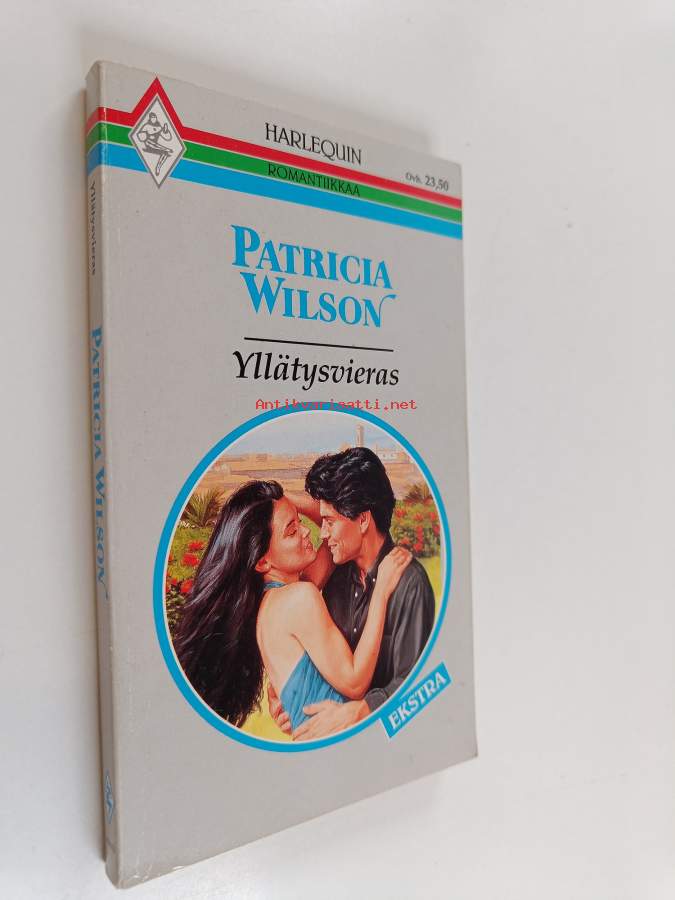 HARLEQUIN
ROMANTIIKKAA
Ovh. 23,50
PATRICIA
WILSON
Yllätysvieras
Antikvariaatti.net
EKSTRA
Yllätysvieras
PATRICIA WILSON